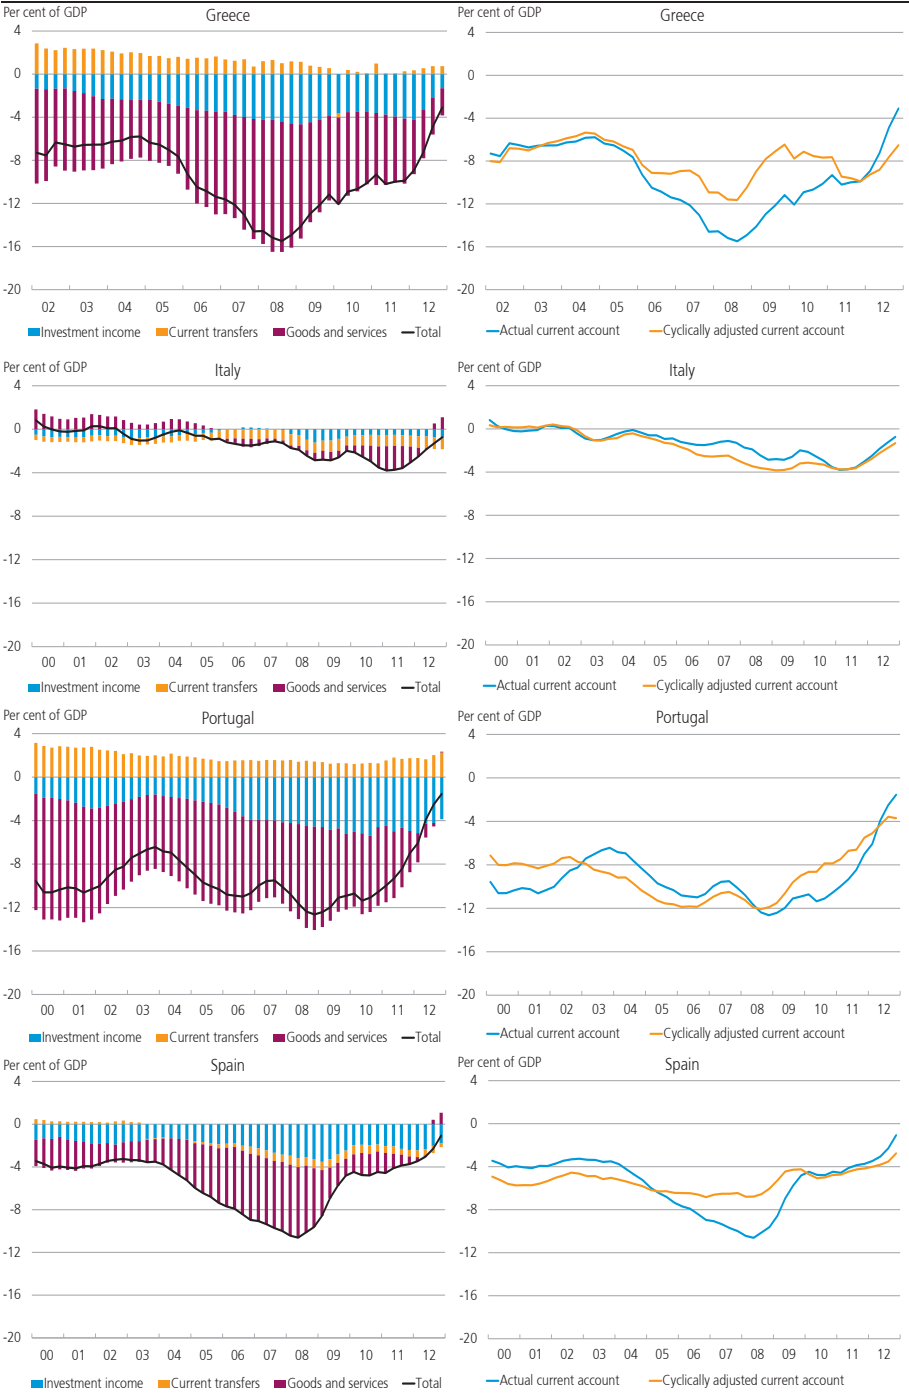 Per cent of GDP
Greece
4
0
-4
-8
-12
-16
-20
02 03 04 05 06 07 08 09 10 11 12
Investment income Current transfers Goods and services Total
Per cent of GDP
Greece
4
0
-4
-8
-12
-16
-20
02 03 04 05 06 07 08 09 10 11 12
Actual current account Cyclically adjusted current account
Per cent of GDP
Italy
4
0
-4
-8
-12
-16
-20
00 01 02 03 04 05 06 07 08 09 10 11 12
Investment income Current transfers Goods and services Total
Per cent of GDP
Italy
4
0
-4
-8
-12
-16
-20
00 01 02 03 04 05 06 07 08 09 10 11 12
Actual current account Cyclically adjusted current account
Per cent of GDP
Portugal
4
0
-4
-8
-12
-16
-20
00 01 02 03 04 05 06 07 08 09 10 11 12
Investment income Current transfers Goods and services Total
Per cent of GDP
Portugal
4
0
-4
-8
-12
-16
-20
00 01 02 03 04 05 06 07 08 09 10 11 12
Actual current account Cyclically adjusted current account
Per cent of GDP
Spain
4
0
-4
-8
-12
-16
-20
00 01 02 03 04 05 06 07 08 09 10 11 12
Investment income Current transfers Goods and services Total
Per cent of GDP
Spain
4
0
-4
-8
-12
-16
-20
00 01 02 03 04 05 06 07 08 09 10 11 12
Actual current account Cyclically adjusted current account